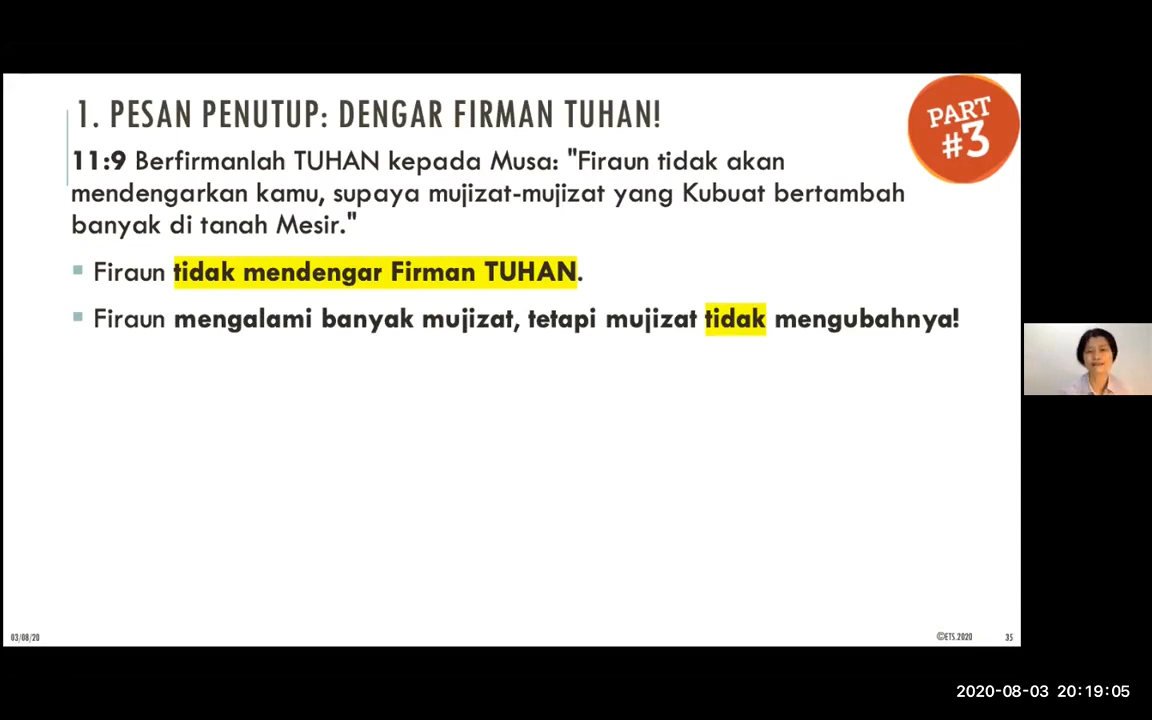 1. PESAN PENUTUP: DENGAR FIRMAN TUHAN!
PART
#3
11:9 Berfirmanlah TUHAN kepada Musa: "Firaun tidak akan
mendengarkan kamu, supaya mujizat-mujizat yang Kubuat bertambah
banyak di tanah Mesir."
Firaun tidak mendengar Firman TUHAN.
Firaun mengalami banyak mujizat, tetapi mujizat tidak mengubahnya!
03/08/20
©ETS.2020
35
2020-08-03 20:19:05